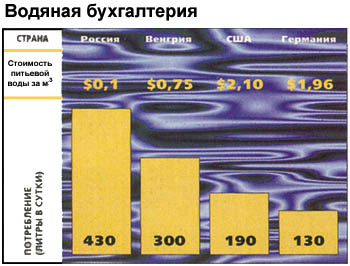 Водяная бухгалтерия
СТРАНА Россия Венгрия США Германия
Стоимость
питьевой
воды за м³
$0,1 $0,75 $2,10 $1,96
ПОТРЕБЛЕНИЕ
(ЛИТРЫ В СУТКИ)
430 300 190 130